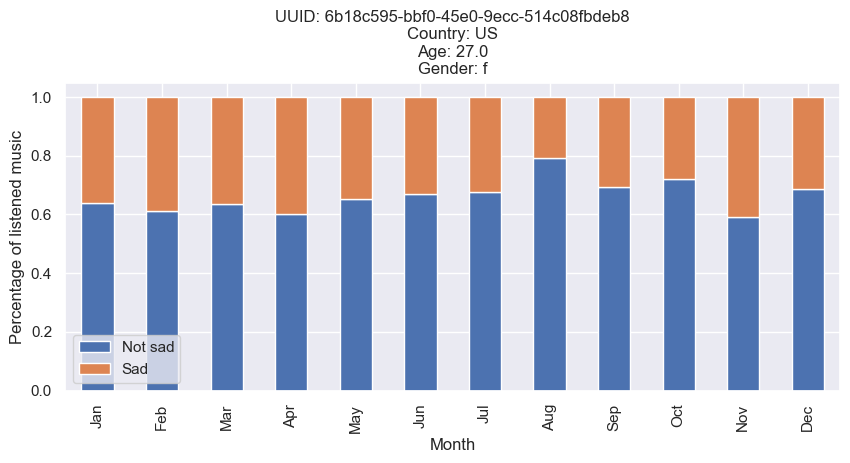 UUID: 6b18c595-bbf0-45e0-9ecc-514c08fbdeb8
Country: US
Age: 27.0
Gender: f
Percentage of listened music
1.0
0.8
0.6
0.4
0.2
0.0
Not sad
Sad
Jan
Feb
Mar
Apr
May
Jun
Jul
Aug
Sep
Oct
Nov
Dec
Month